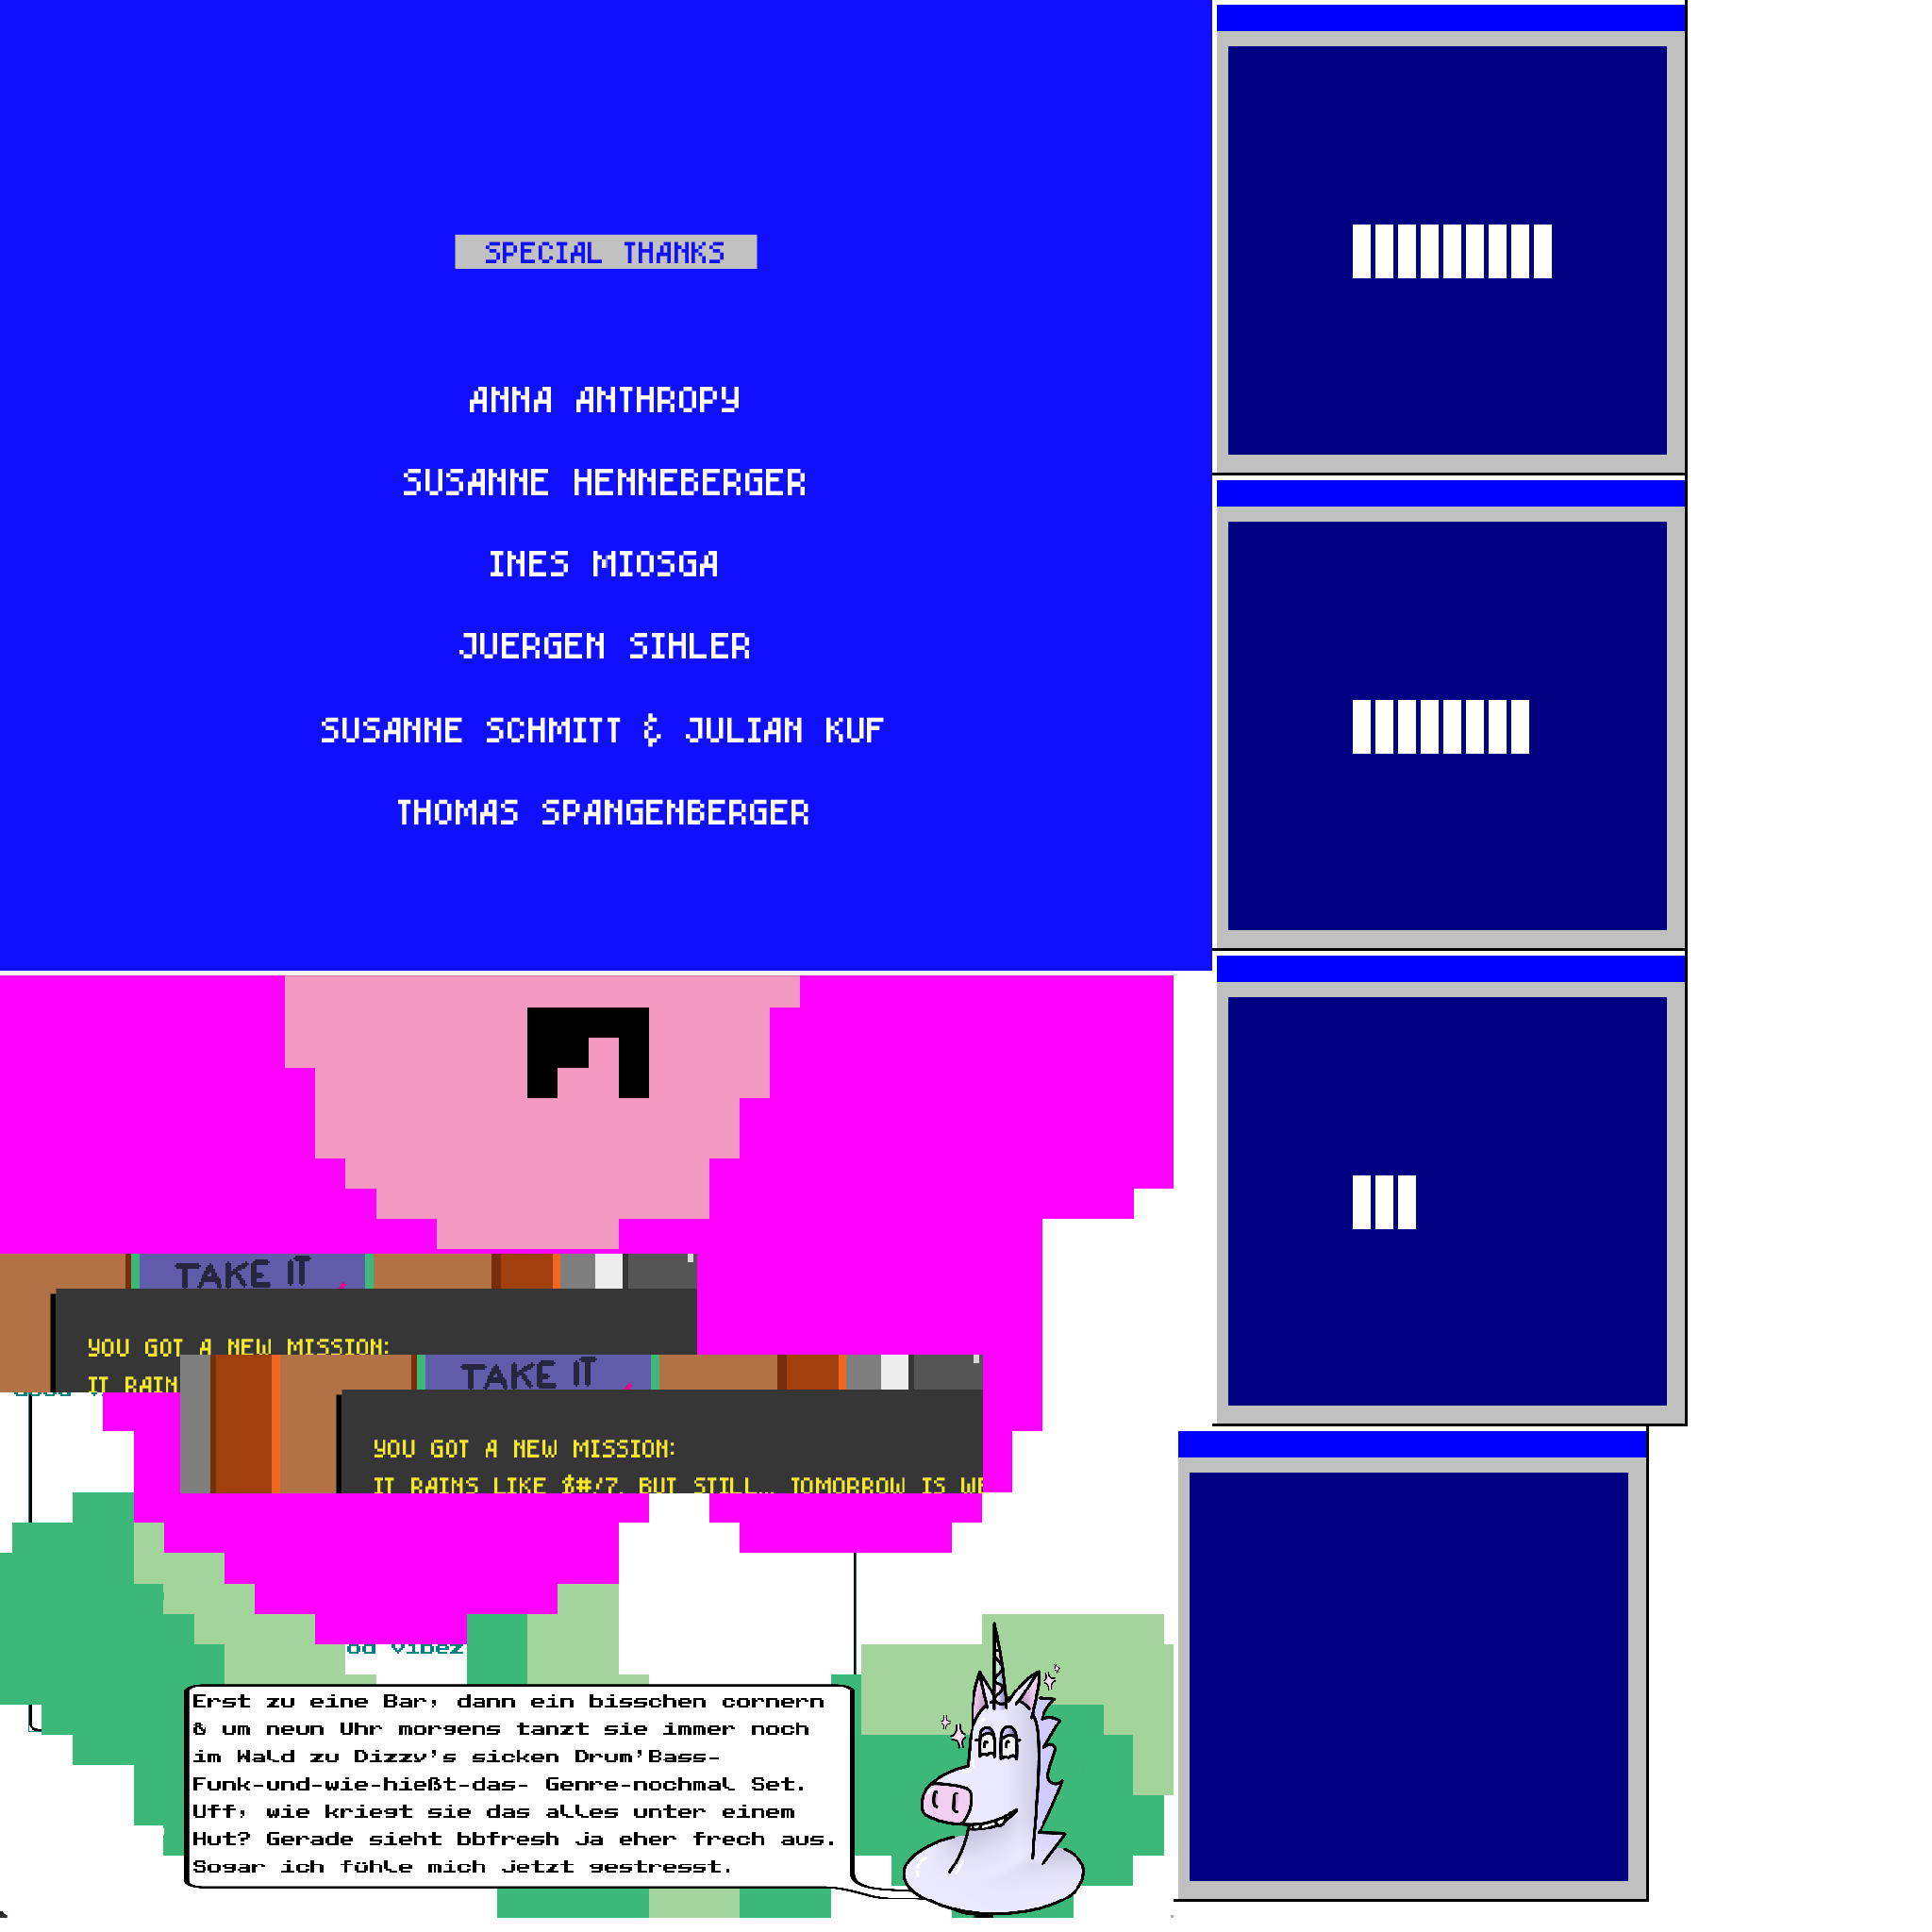 SPECIAL THANKS
ANNA ANTHROPY
SUSANNE HENNEBERGER
INES MIOSGA
JUERGEN SIHLER
SUSANNE SCHMITT & JULIAN KUF
THOMAS SPANGENBERGER
TAKE IT
YOU GOT A NEW MISSION:
IT RAIN
TAKE IT
YOU GOT A NEW MISSION:
IT RAINS LIKE $#/7. BUT STILL... TOMORROW IS WE
od Vibez
Erst zu eine Bar, dann ein bisschen cornern
& um neun Uhr morgens tanzt sie immer noch
im Wald zu Dizzy's sicken Drum'Bass-
Funk-und-wie-hießt-das- Genre-nochmal Set.
Uff, wie kriegt sie das alles unter einem
Hut? Gerade sieht bbfresh ja eher frech aus.
Sogar ich fühle mich jetzt gestresst.